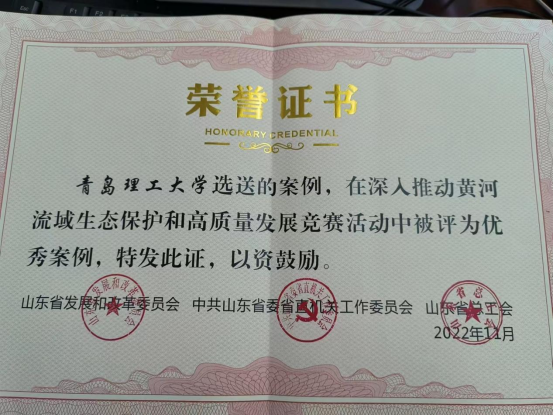 荣誉证书
HONORARY CREDENTIAL
青岛理工大学选送的案例，在深入推动黄河
流域生态保护和高质量发展竞赛活动中被评为优
秀案例，特发此证，以资鼓励。
山东省发展和改革委员会 中共山东省委省直机关工作委员会 山东省总工会
2022年11月